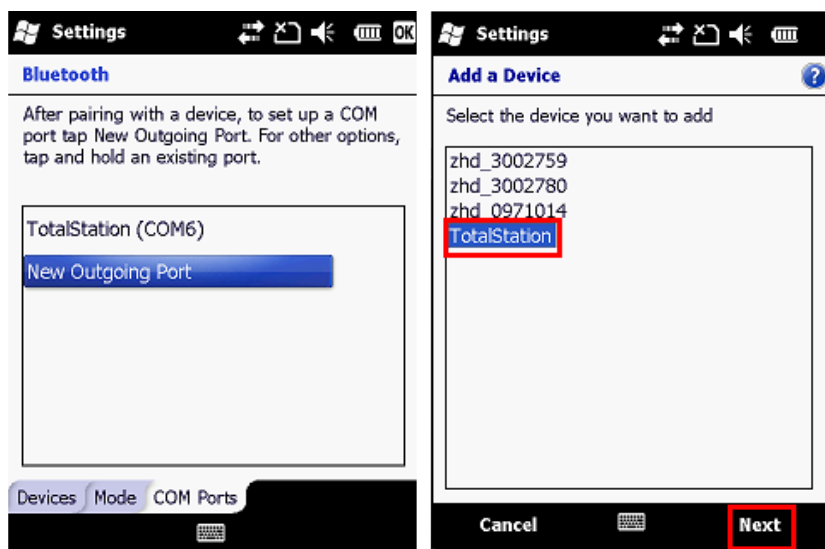 Settings
OK
Bluetooth
After pairing with a device, to set up a COM
port tap New Outgoing Port. For other options,
tap and hold an existing port.
TotalStation (COM6)
New Outgoing Port
Devices Mode COM Ports
Settings
Add a Device
?
Select the device you want to add
zhd_3002759
zhd_3002780
zhd_0971014
TotalStation
Cancel Next